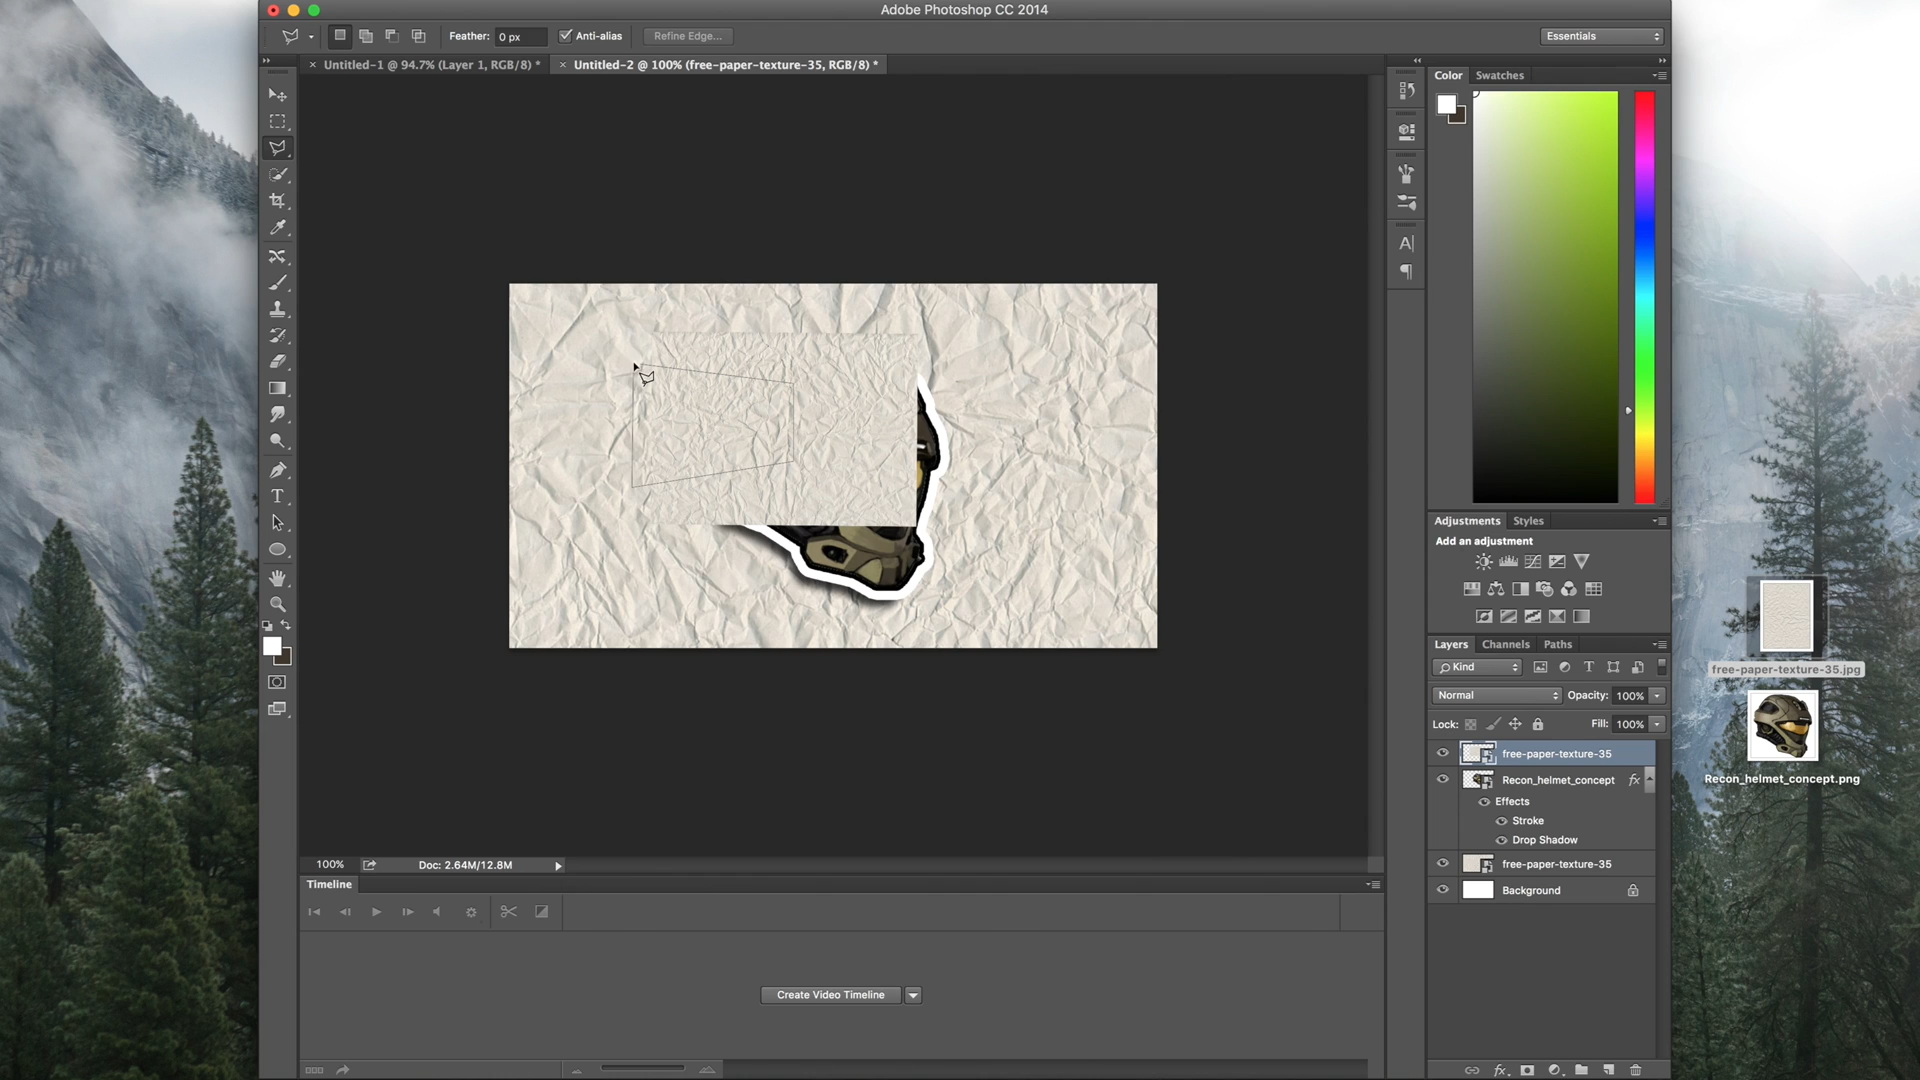 Adobe Photoshop CC 2014
Feather: 0 px Anti-alias Refine Edge... Essentials
Untitled-1 @ 94.7% (Layer 1, RGB/8) * Untitled-2 @ 100% (free-paper-texture-35, RGB/8) *
Color Swatches
A
T
Adjustments Styles
Add an adjustment
Layers Channels Paths
Kind T
Normal Opacity: 100%
Lock: Fill: 100%
free-paper-texture-35
Recon_helmet_concept fx
Effects
Stroke
Drop Shadow
free-paper-texture-35
Background
fx
free-paper-texture-35.jpg
Recon_helmet_concept.png
100% Doc: 2.64M/12.8M
Timeline
Create Video Timeline